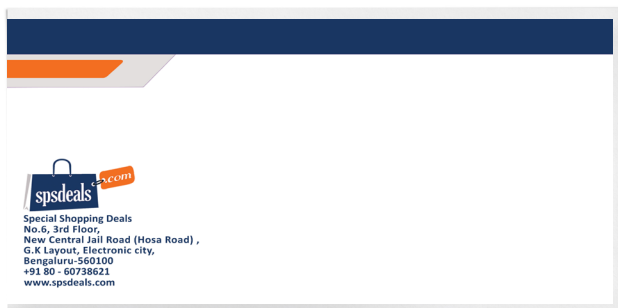 spsdeals
.com
Special Shopping Deals
No.6, 3rd Floor,
New Central Jail Road (Hosa Road) ,
G.K Layout, Electronic city,
Bengaluru-560100
+91 80 - 60738621
www.spsdeals.com